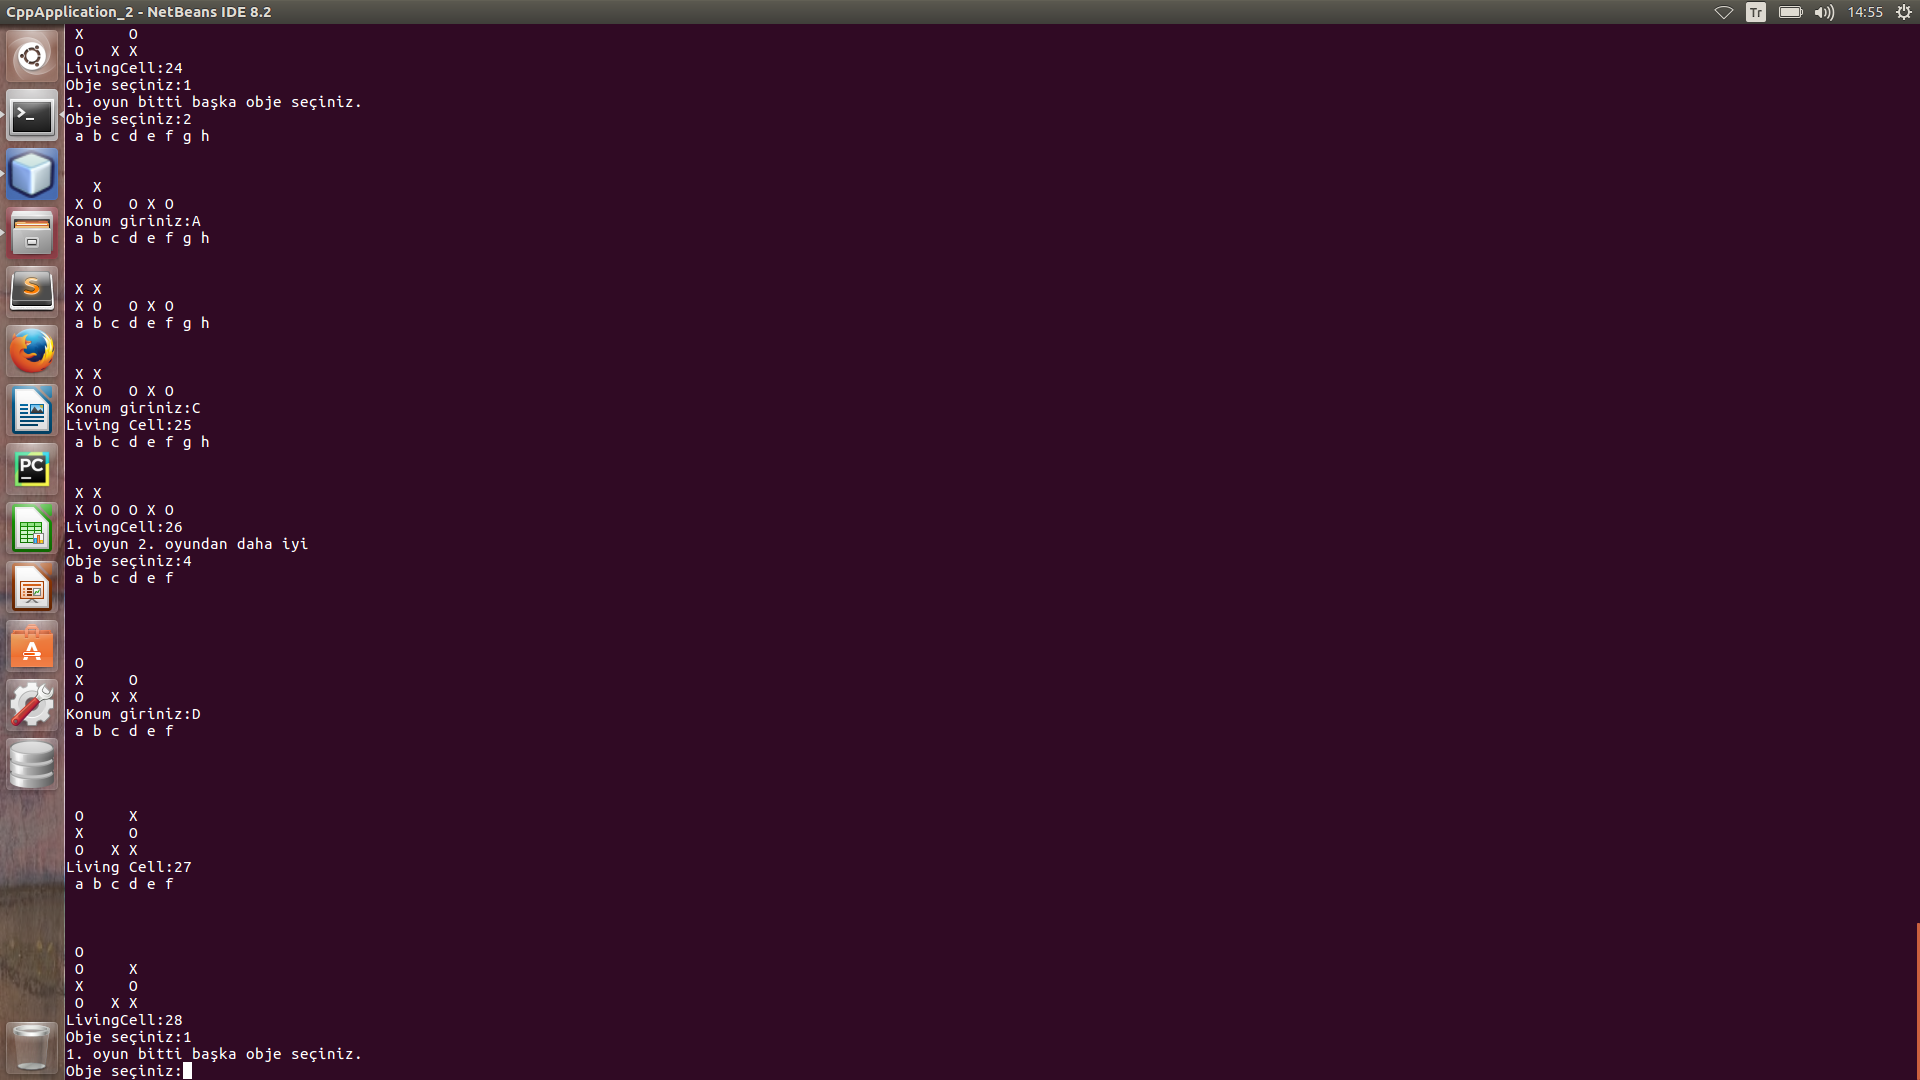 CppApplication_2 - NetBeans IDE 8.2
Tr
14:55
X     O
O   X X
LivingCell:24
Obje seçiniz:1
1. oyun bitti başka obje seçiniz.
Obje seçiniz:2
 a b c d e f g h
   X
 X O   O X O
Konum giriniz:A
 a b c d e f g h
 X X
 X O   O X O
 a b c d e f g h
 X X
 X O   O X O
Konum giriniz:C
Living Cell:25
 a b c d e f g h
 X X
 X O O O X O
LivingCell:26
1. oyun 2. oyundan daha iyi
Obje seçiniz:4
 a b c d e f
 O
 X     O
 O   X X
Konum giriniz:D
 a b c d e f
 O     X
 X     O
 O   X X
Living Cell:27
 a b c d e f
 O
 O     X
 X     O
 O   X X
LivingCell:28
Obje seçiniz:1
1. oyun bitti başka obje seçiniz.
Obje seçiniz:
S
PC
A